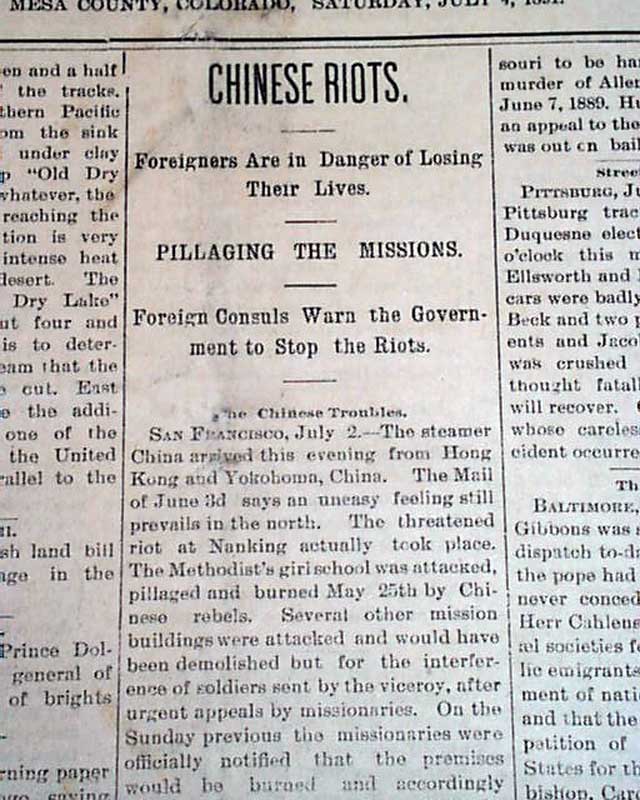 MESA COUNTY, COLORADO, SATURDAY, JULY 4, 1891.
en and a half
the tracks.
thern Pacific
om the sink
under clay
p "Old Dry
whatever, the
reaching the
tion is very
intense heat
desert. The
Dry Lake"
ut four and
is to deter-
eam that the
cut. East
e the addi-
one of the
the United
rallel to the
sh land bill
age in the
Prince Dol-
general of
of brights
rning paper
ago saying
CHINESE RIOTS.
Foreigners Are in Danger of Losing
Their Lives.
PILLAGING THE MISSIONS.
Foreign Consuls Warn the Govern-
ment to Stop the Riots.
The Chinese Troubles.
SAN FRANCISCO, July 2.—The steamer
China arrived this evening from Hong
Kong and Yokohoma, China. The Mail
of June 3d says an uneasy feeling still
prevails in the north. The threatened
riot at Nanking actually took place.
The Methodist's girl school was attacked,
pillaged and burned May 25th by Chi-
nese rebels. Several other mission
buildings were attacked and would have
been demolished but for the interfer-
ence of soldiers sent by the viceroy, after
urgent appeals by missionaries. On the
Sunday previous the missionaries were
officially notified that the premises
would be burned and accordingly
souri to be han
murder of Allen
June 7, 1889. Hu
an appeal to the
was out cn bail
Street
PITTSBURG, Ju
Pittsburg trac
Duquesne elect
o'clock this m
Ellsworth and
cars were badly
Beck and two p
ents and Jacob
was crushed
thought fatall
will recover.
whose careles
cident occurre
Th
BALTIMORE,
Gibbons was s
dispatch to-da
the pope had
never conced
Herr Cahlens
al societies fo
lic emigrants
ment of nati
and that the
petition of
States for th
bishop, Card